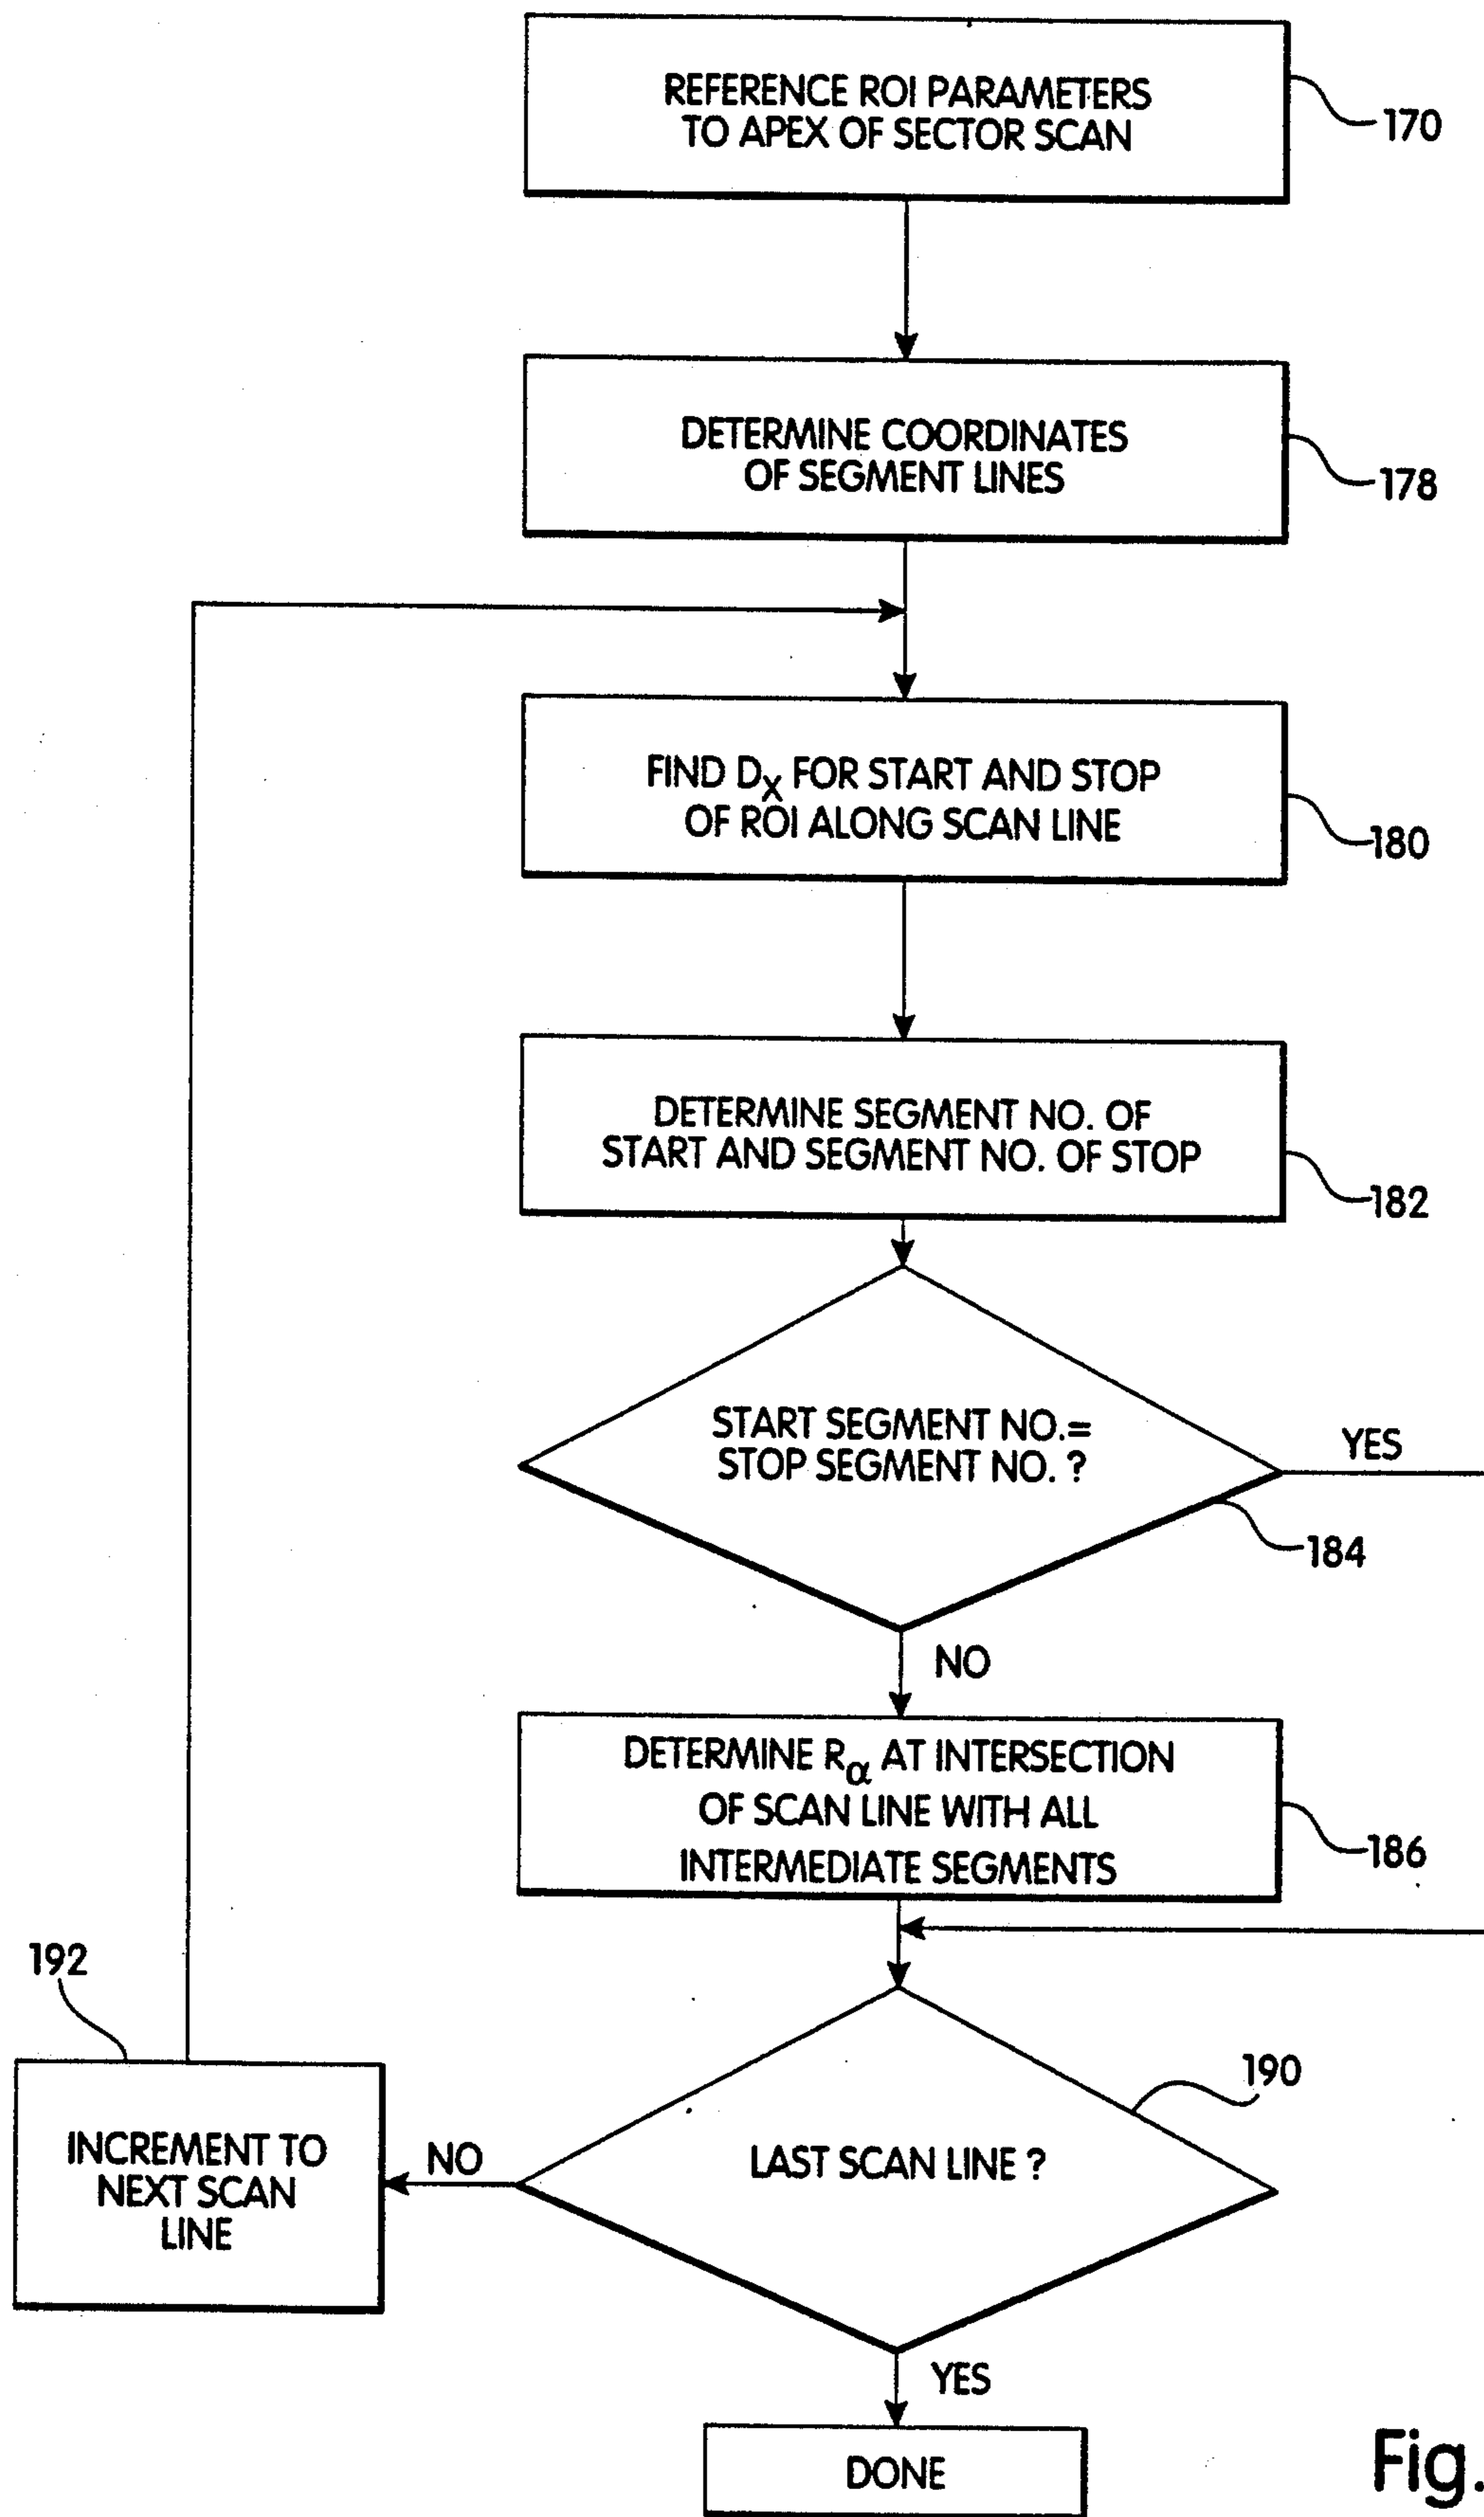 REFERENCE ROI PARAMETERS
TO APEX OF SECTOR SCAN
170
DETERMINE COORDINATES
OF SEGMENT LINES
178
FIND Dx FOR START AND STOP
OF ROI ALONG SCAN LINE
180
DETERMINE SEGMENT NO. OF
START AND SEGMENT NO. OF STOP
182
START SEGMENT NO.=
STOP SEGMENT NO. ?
YES
184
NO
DETERMINE Rα AT INTERSECTION
OF SCAN LINE WITH ALL
INTERMEDIATE SEGMENTS
186
192
190
INCREMENT TO
NEXT SCAN
LINE
NO
LAST SCAN LINE ?
YES
DONE
Fig.